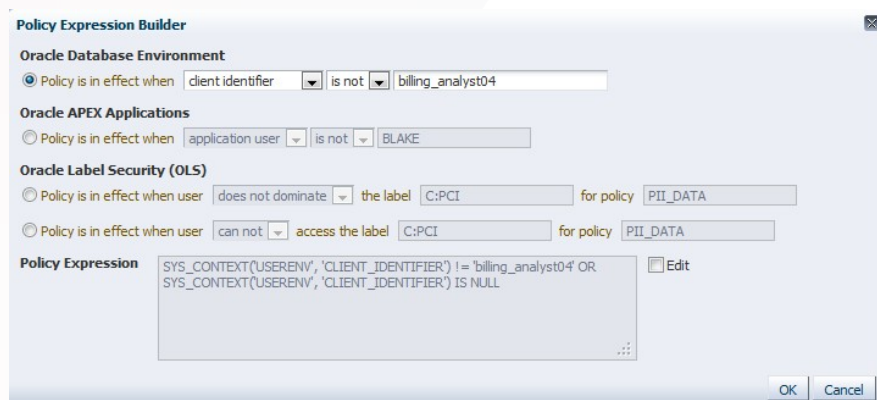 Policy Expression Builder
Oracle Database Environment
Policy is in effect when client identifier is not billing_analyst04
Oracle APEX Applications
Policy is in effect when application user is not BLAKE
Oracle Label Security (OLS)
Policy is in effect when user does not dominate the label C:PCI for policy PII_DATA
Policy is in effect when user can not access the label C:PCI for policy PII_DATA
Policy Expression SYS_CONTEXT('USERENV', 'CLIENT_IDENTIFIER') != 'billing_analyst04' OR Edit
SYS_CONTEXT('USERENV', 'CLIENT_IDENTIFIER') IS NULL
OK Cancel